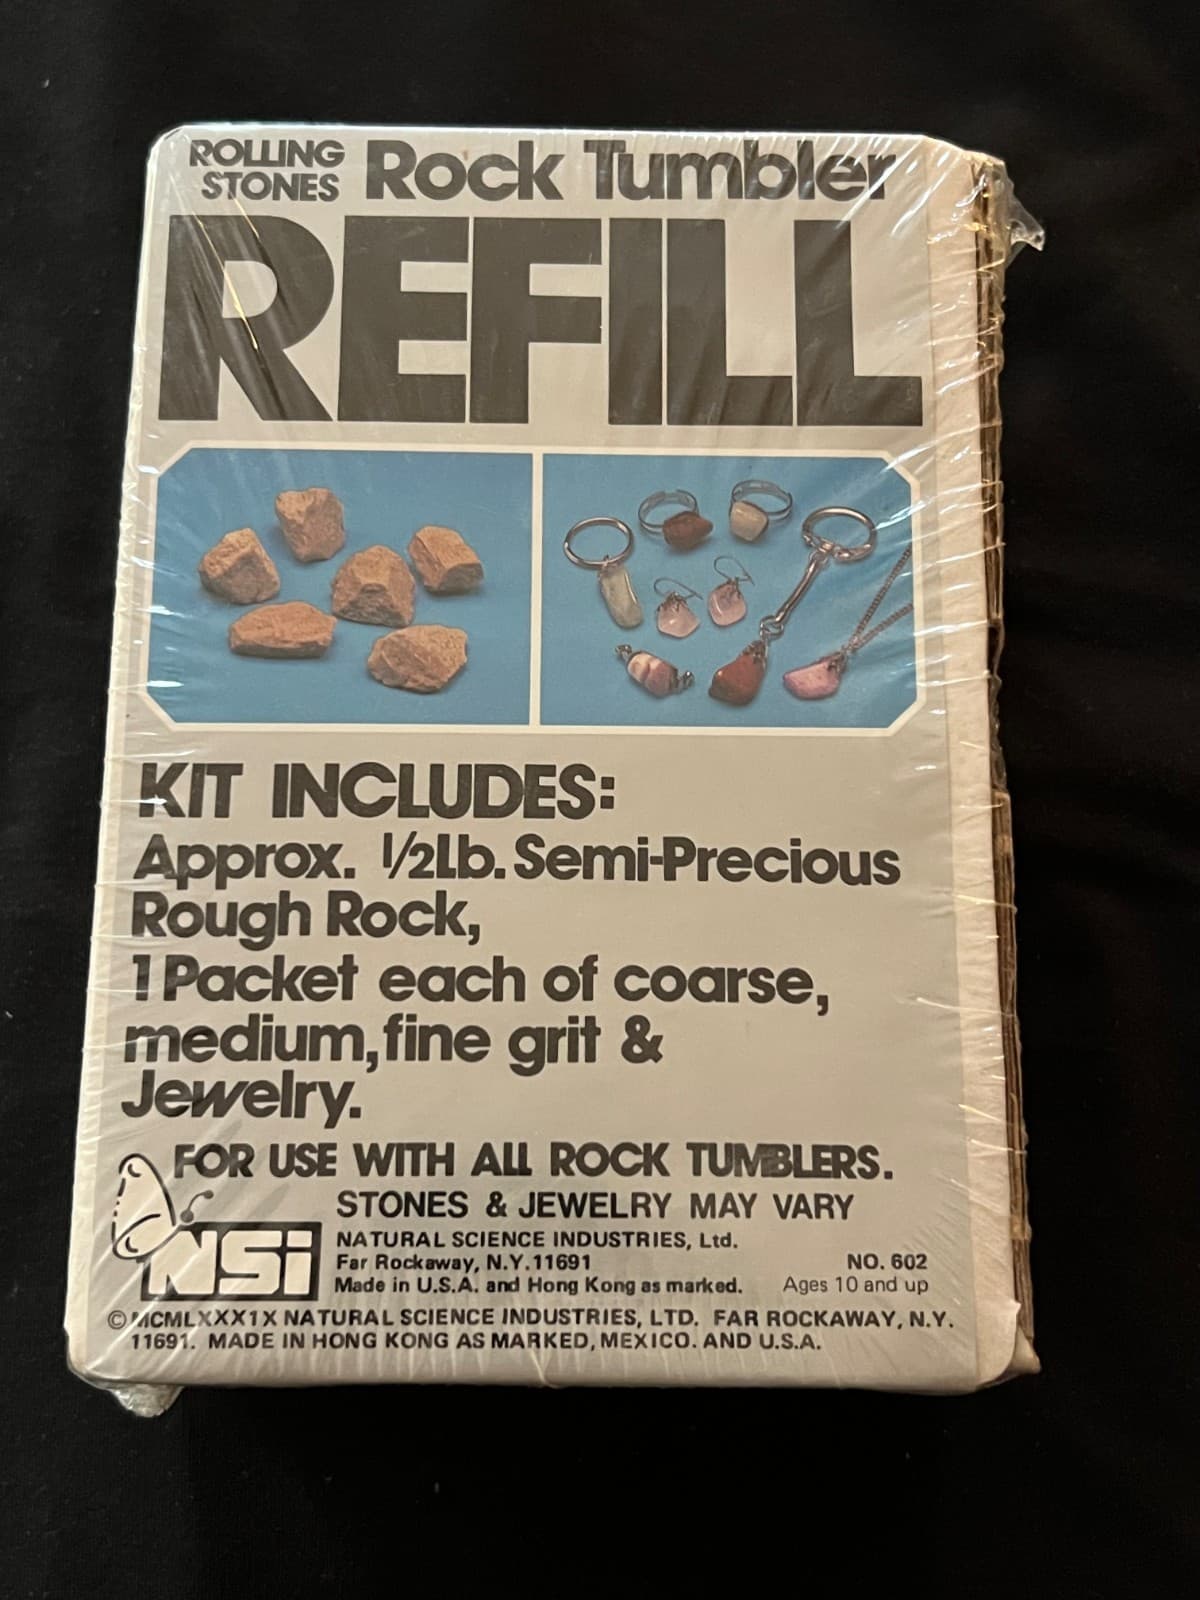 ROLLING
STONES
Rock Tumbler
REFILL
KIT INCLUDES:
Approx. 1/2Lb. Semi-Precious
Rough Rock,
1 Packet each of coarse,
medium, fine grit &
Jewelry.
FOR USE WITH ALL ROCK TUMBLERS.
STONES & JEWELRY MAY VARY
NSi
NATURAL SCIENCE INDUSTRIES, Ltd.
Far Rockaway, N.Y. 11691 NO. 602
Made in U.S.A. and Hong Kong as marked. Ages 10 and up
© MCMLXXX1X NATURAL SCIENCE INDUSTRIES, LTD. FAR ROCKAWAY, N.Y.
11691. MADE IN HONG KONG AS MARKED, MEXICO. AND U.S.A.